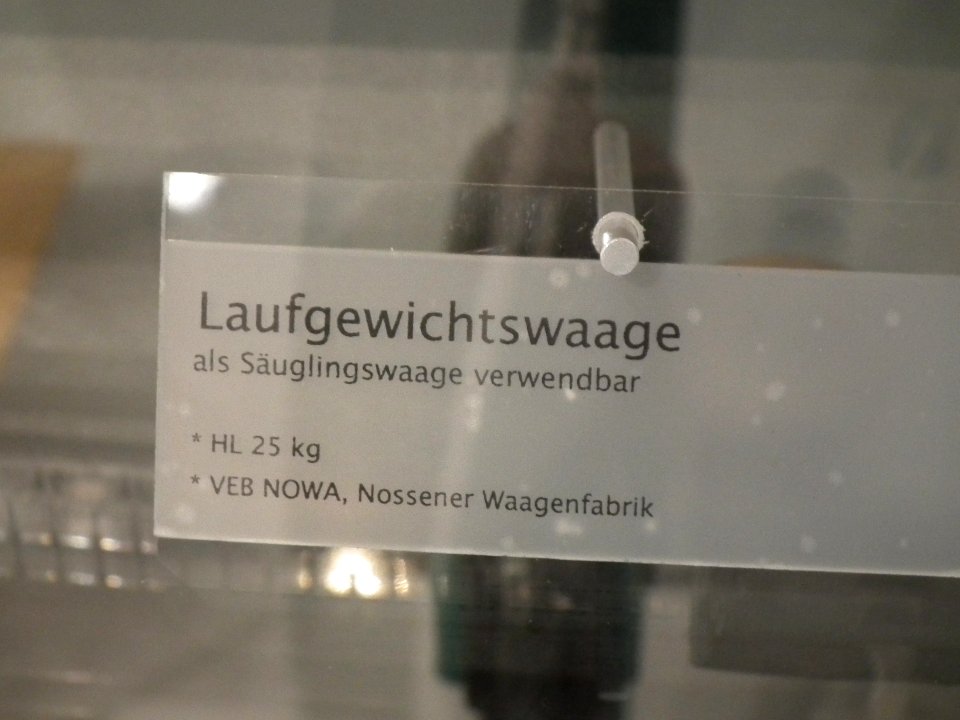 Laufgewichtswaage
als Säuglingswaage verwendbar
* HL 25 kg
* VEB NOWA, Nossener Waagenfabrik